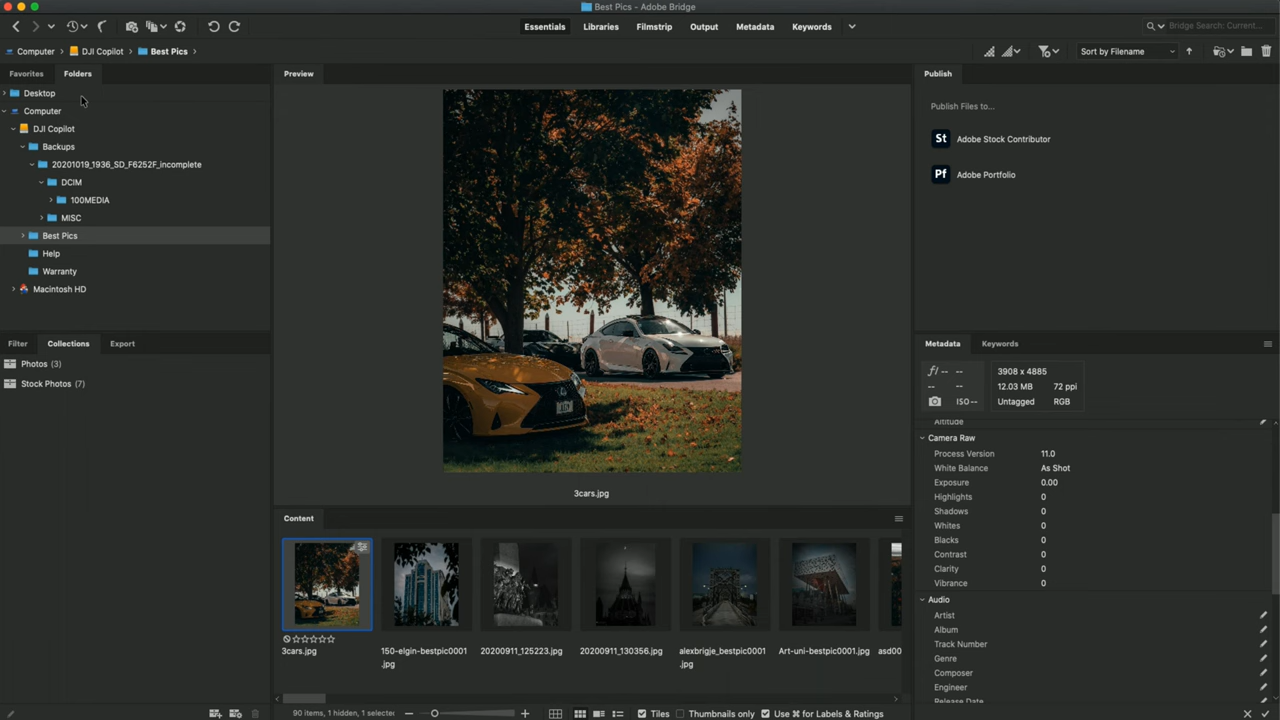 Best Pics - Adobe Bridge
Essentials Libraries Filmstrip Output Metadata Keywords
Bridge Search: Current...
Computer DJI Copilot Best Pics
Sort by Filename
Favorites Folders
Desktop
Computer
DJI Copilot
Backups
20201019_1936_SD_F6252F_incomplete
DCIM
100MEDIA
MISC
Best Pics
Help
Warranty
Macintosh HD
Filter Collections Export
Photos (3)
Stock Photos (7)
Preview
3cars.jpg
Content
3cars.jpg
150-elgin-bestpic0001
.jpg
20200911_125223.jpg
20200911_130356.jpg
alexbrigje_bestpic0001
.jpg
Art-uni-bestpic0001.jpg
asd00
90 items, 1 hidden, 1 selected
Tiles Thumbnails only Use ⌘ for Labels & Ratings
Publish
Publish Files to...
St Adobe Stock Contributor
Pf Adobe Portfolio
Metadata Keywords
f/ -- --
-- --
ISO --
3908 x 4885
12.03 MB 72 ppi
Untagged RGB
Altitude
Camera Raw
Process Version 11.0
White Balance As Shot
Exposure 0.00
Highlights 0
Shadows 0
Whites 0
Blacks 0
Contrast 0
Clarity 0
Vibrance 0
Audio
Artist
Album
Track Number
Genre
Composer
Engineer
Release Date